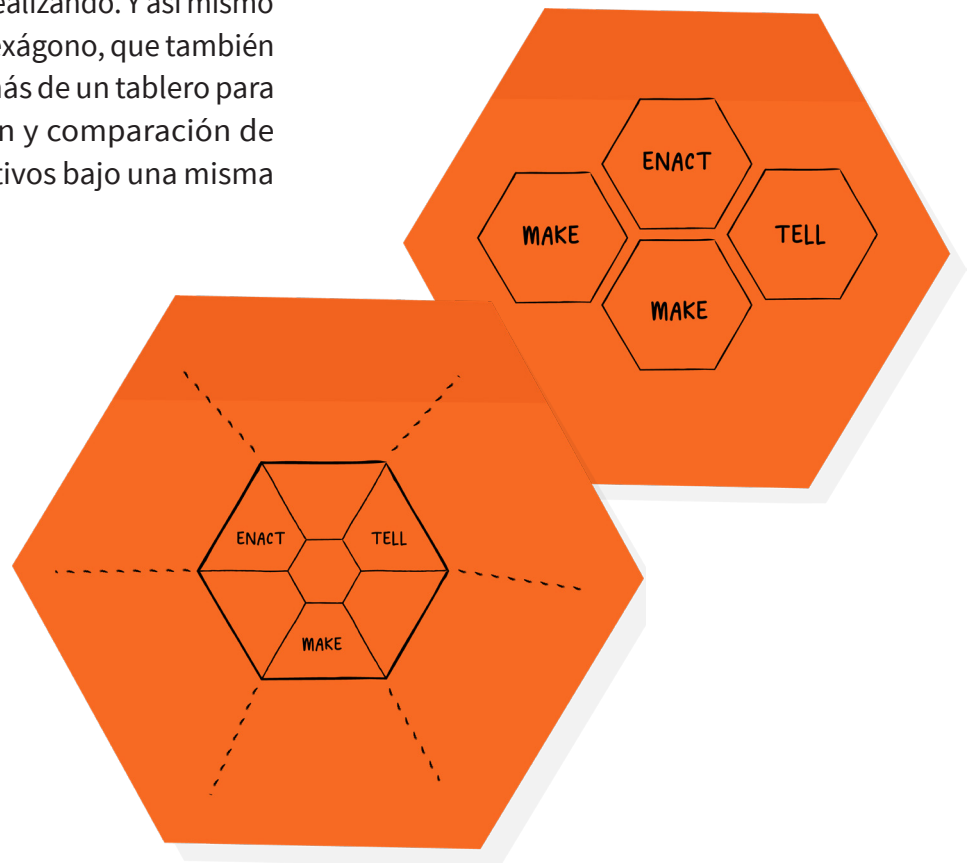 ealizando. Y así mismo
exágono, que también
más de un tablero para
n y comparación de
tivos bajo una misma
ENACT
MAKE
TELL
MAKE
ENACT
TELL
MAKE